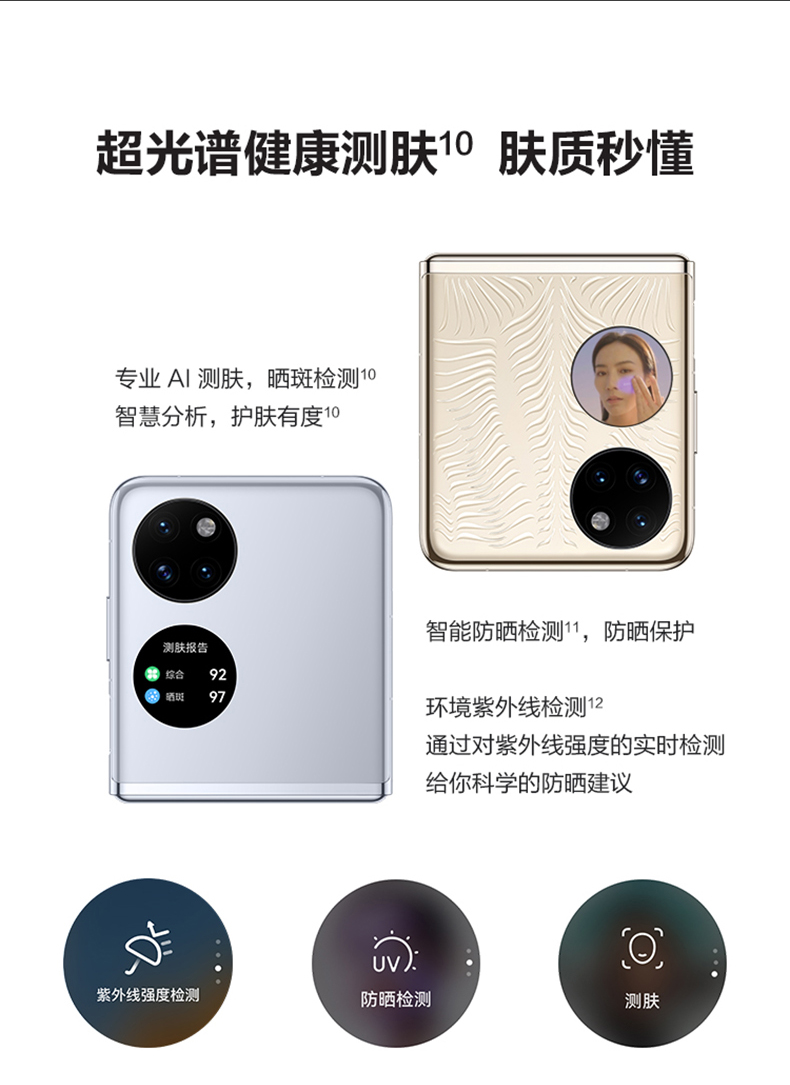 超光谱健康测肤10 肤质秒懂
专业 AI 测肤，晒斑检测10
智慧分析，护肤有度10
测肤报告
综合 92
晒斑 97
智能防晒检测11，防晒保护
环境紫外线检测12
通过对紫外线强度的实时检测
给你科学的防晒建议
紫外线强度检测
UV
防晒检测
测肤